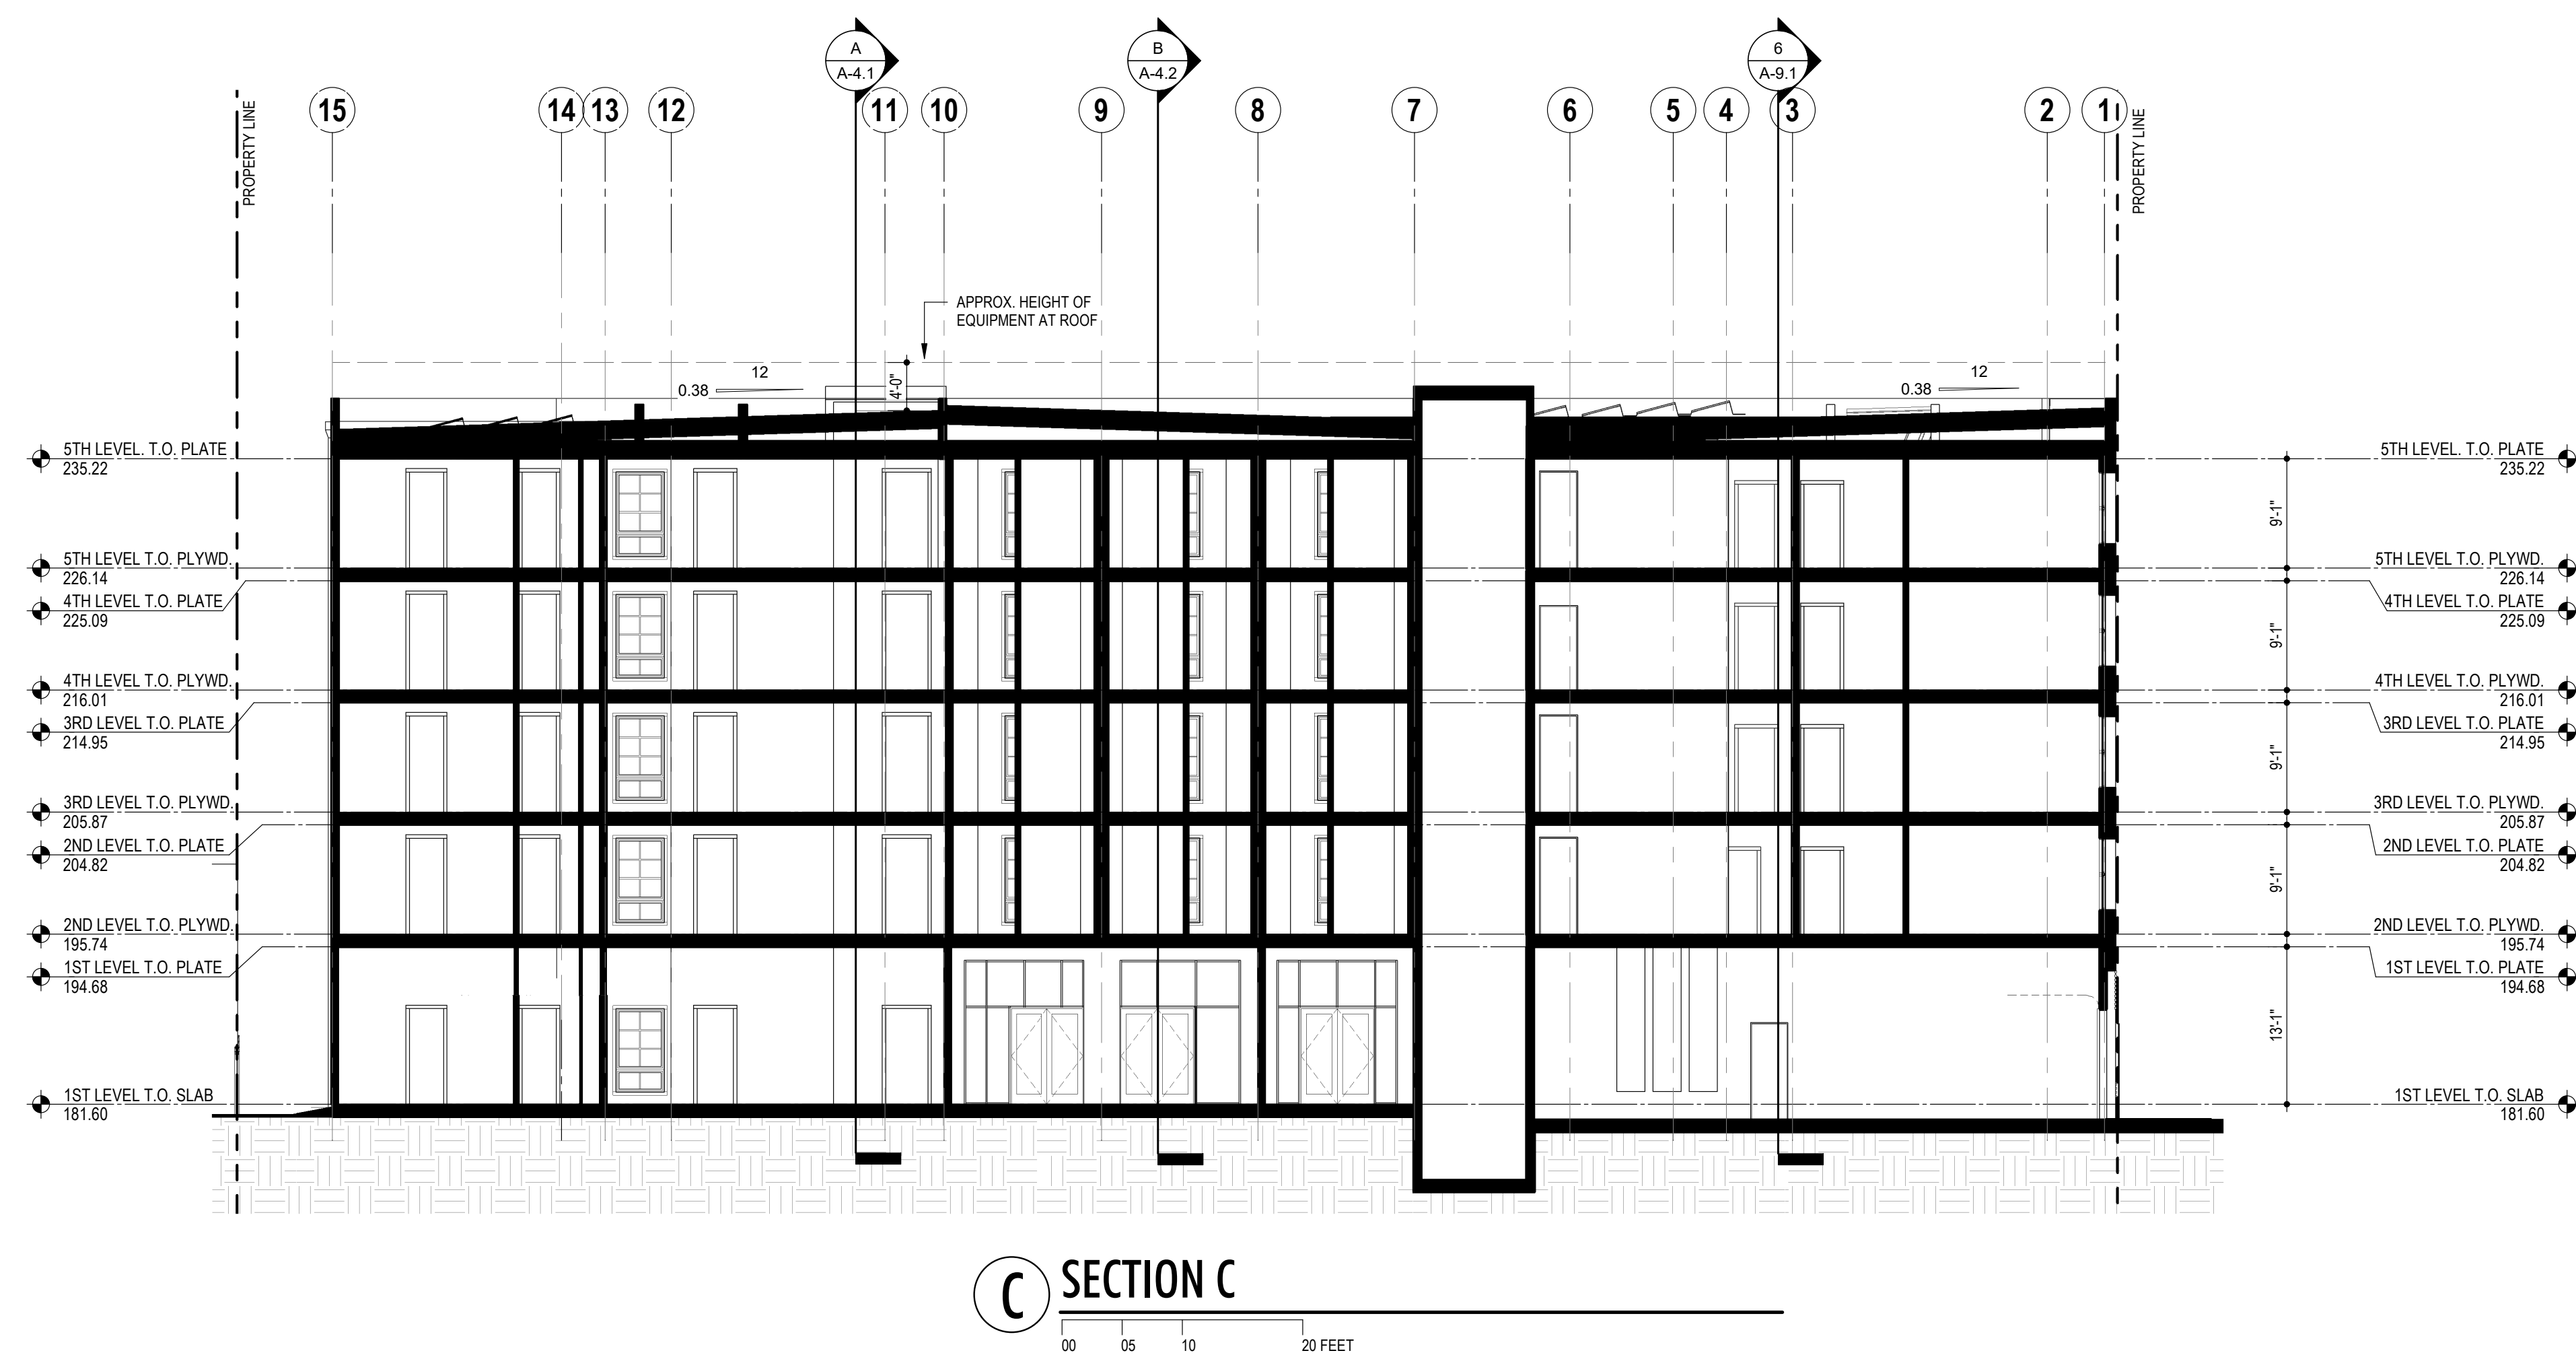 A
A-4.1
B
A-4.2
6
A-9.1
15
14
13
12
11
10
9
8
7
6
5
4
3
2
1
PROPERTY LINE
PROPERTY LINE
APPROX. HEIGHT OF
EQUIPMENT AT ROOF
12
0.38
4'-0"
12
0.38
5TH LEVEL. T.O. PLATE
235.22
5TH LEVEL T.O. PLYWD.
226.14
4TH LEVEL T.O. PLATE
225.09
4TH LEVEL T.O. PLYWD.
216.01
3RD LEVEL T.O. PLATE
214.95
3RD LEVEL T.O. PLYWD.
205.87
2ND LEVEL T.O. PLATE
204.82
2ND LEVEL T.O. PLYWD.
195.74
1ST LEVEL T.O. PLATE
194.68
1ST LEVEL T.O. SLAB
181.60
9'-1"
9'-1"
9'-1"
9'-1"
13'-1"
5TH LEVEL. T.O. PLATE
235.22
5TH LEVEL T.O. PLYWD.
226.14
4TH LEVEL T.O. PLATE
225.09
4TH LEVEL T.O. PLYWD.
216.01
3RD LEVEL T.O. PLATE
214.95
3RD LEVEL T.O. PLYWD.
205.87
2ND LEVEL T.O. PLATE
204.82
2ND LEVEL T.O. PLYWD.
195.74
1ST LEVEL T.O. PLATE
194.68
1ST LEVEL T.O. SLAB
181.60
C
SECTION C
00 05 10 20 FEET